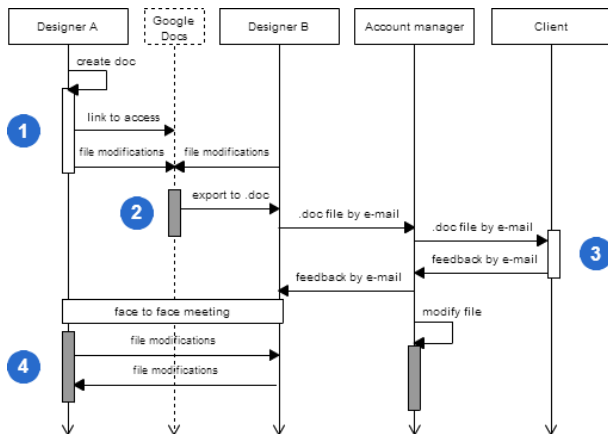 Designer A
Google
Docs
Designer B
Account manager
Client
create doc
1
link to access
file modifications
file modifications
2
export to .doc
.doc file by e-mail
.doc file by e-mail
3
feedback by e-mail
feedback by e-mail
face to face meeting
modify file
4
file modifications
file modifications